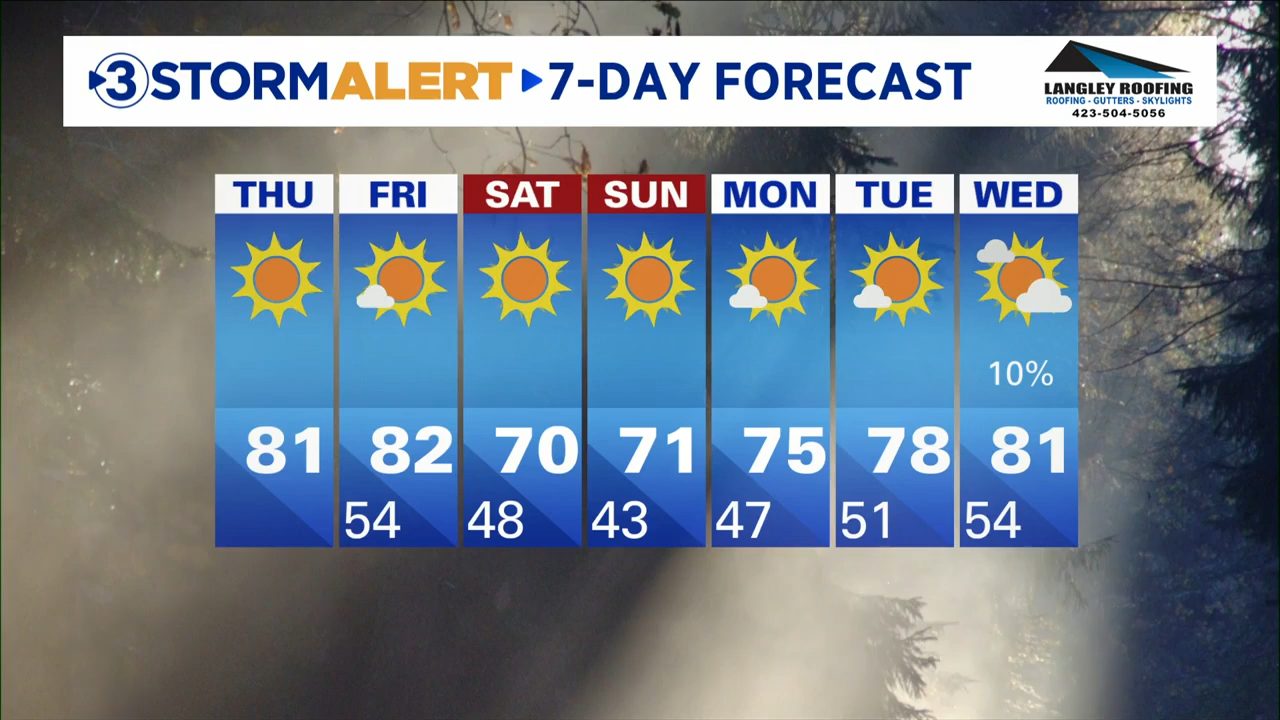 3 STORMALERT 7-DAY FORECAST
LANGLEY ROOFING
ROOFING - GUTTERS - SKYLIGHTS
423-504-5056
THU FRI SAT SUN MON TUE WED
10%
81 82 70 71 75 78 81
54 48 43 47 51 54